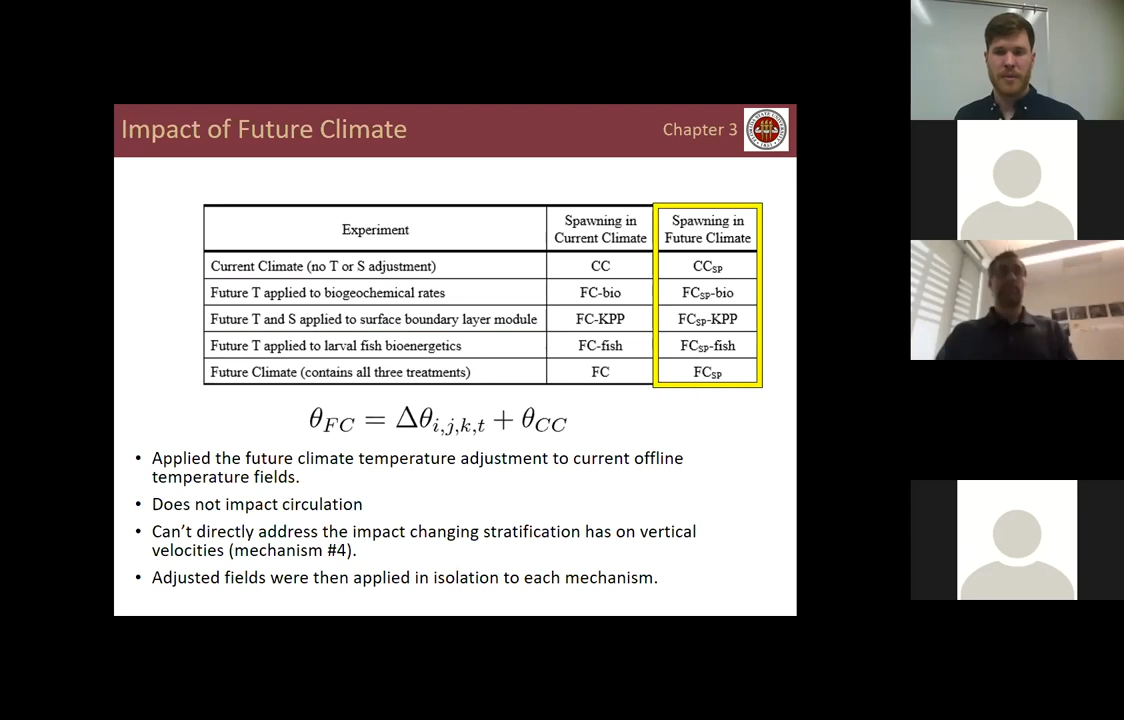 Impact of Future Climate
Chapter 3
Experiment
Spawning in
Current Climate
Spawning in
Future Climate
Current Climate (no T or S adjustment) CC CCSP
Future T applied to biogeochemical rates FC-bio FCSP-bio
Future T and S applied to surface boundary layer module FC-KPP FCSP-KPP
Future T applied to larval fish bioenergetics FC-fish FCSP-fish
Future Climate (contains all three treatments) FC FCSP
θFC = Δθi,j,k,t + θCC
• Applied the future climate temperature adjustment to current offline
temperature fields.
• Does not impact circulation
• Can't directly address the impact changing stratification has on vertical
velocities (mechanism #4).
• Adjusted fields were then applied in isolation to each mechanism.